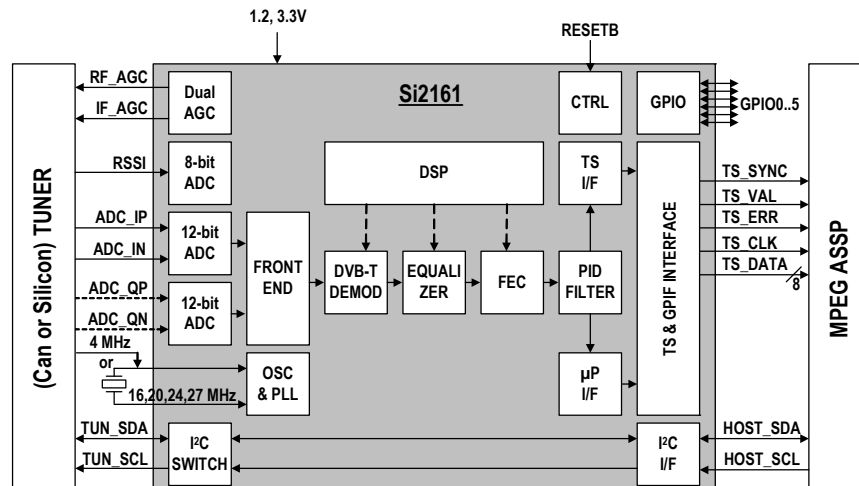 1.2, 3.3V
RESETB
Si2161
(Can or Silicon) TUNER
RF_AGC
IF_AGC
Dual
AGC
CTRL
GPIO
GPIO0..5
RSSI
8-bit
ADC
DSP
TS
I/F
TS_SYNC
TS_VAL
TS_ERR
TS_CLK
TS_DATA
8
ADC_IP
ADC_IN
12-bit
ADC
FRONT
END
DVB-T
DEMOD
EQUALI
ZER
FEC
PID
FILTER
TS & GPIF INTERFACE
MPEG ASSP
ADC_QP
ADC_QN
12-bit
ADC
4 MHz
or
16,20,24,27 MHz
OSC
& PLL
µP
I/F
TUN_SDA
TUN_SCL
I²C
SWITCH
I²C
I/F
HOST_SDA
HOST_SCL